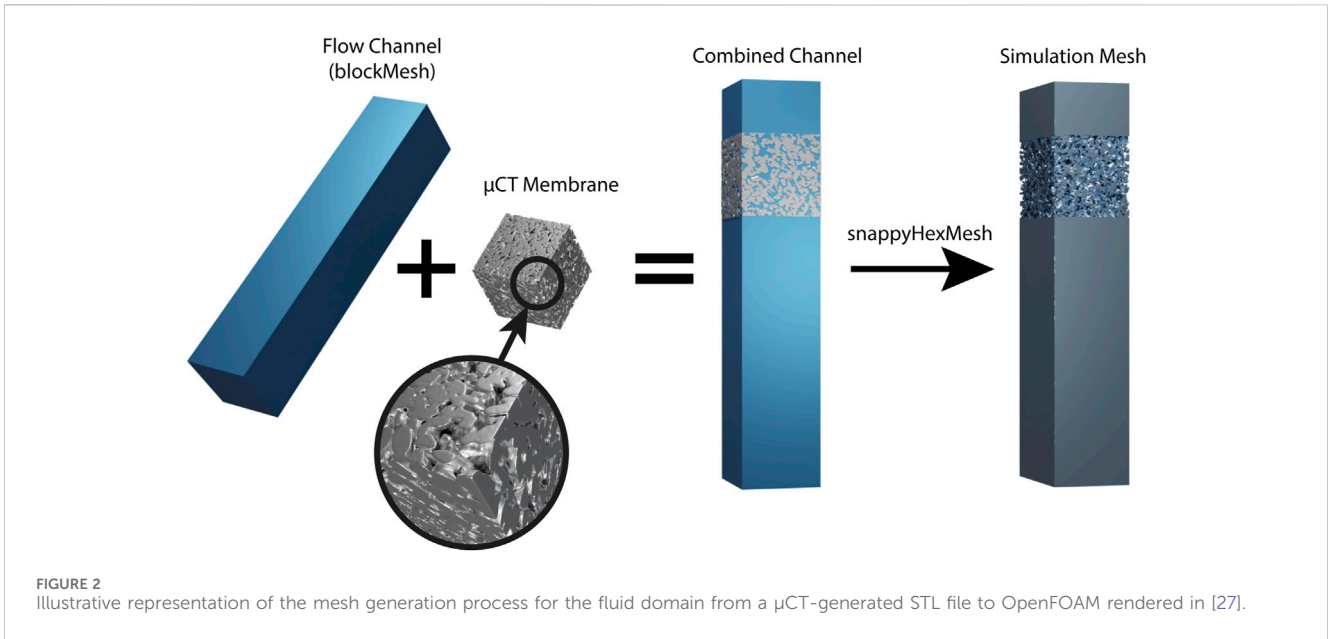 Flow Channel
(blockMesh)
µCT Membrane
Combined Channel
Simulation Mesh
snappyHexMesh
FIGURE 2
Illustrative representation of the mesh generation process for the fluid domain from a µCT-generated STL file to OpenFOAM rendered in [27].